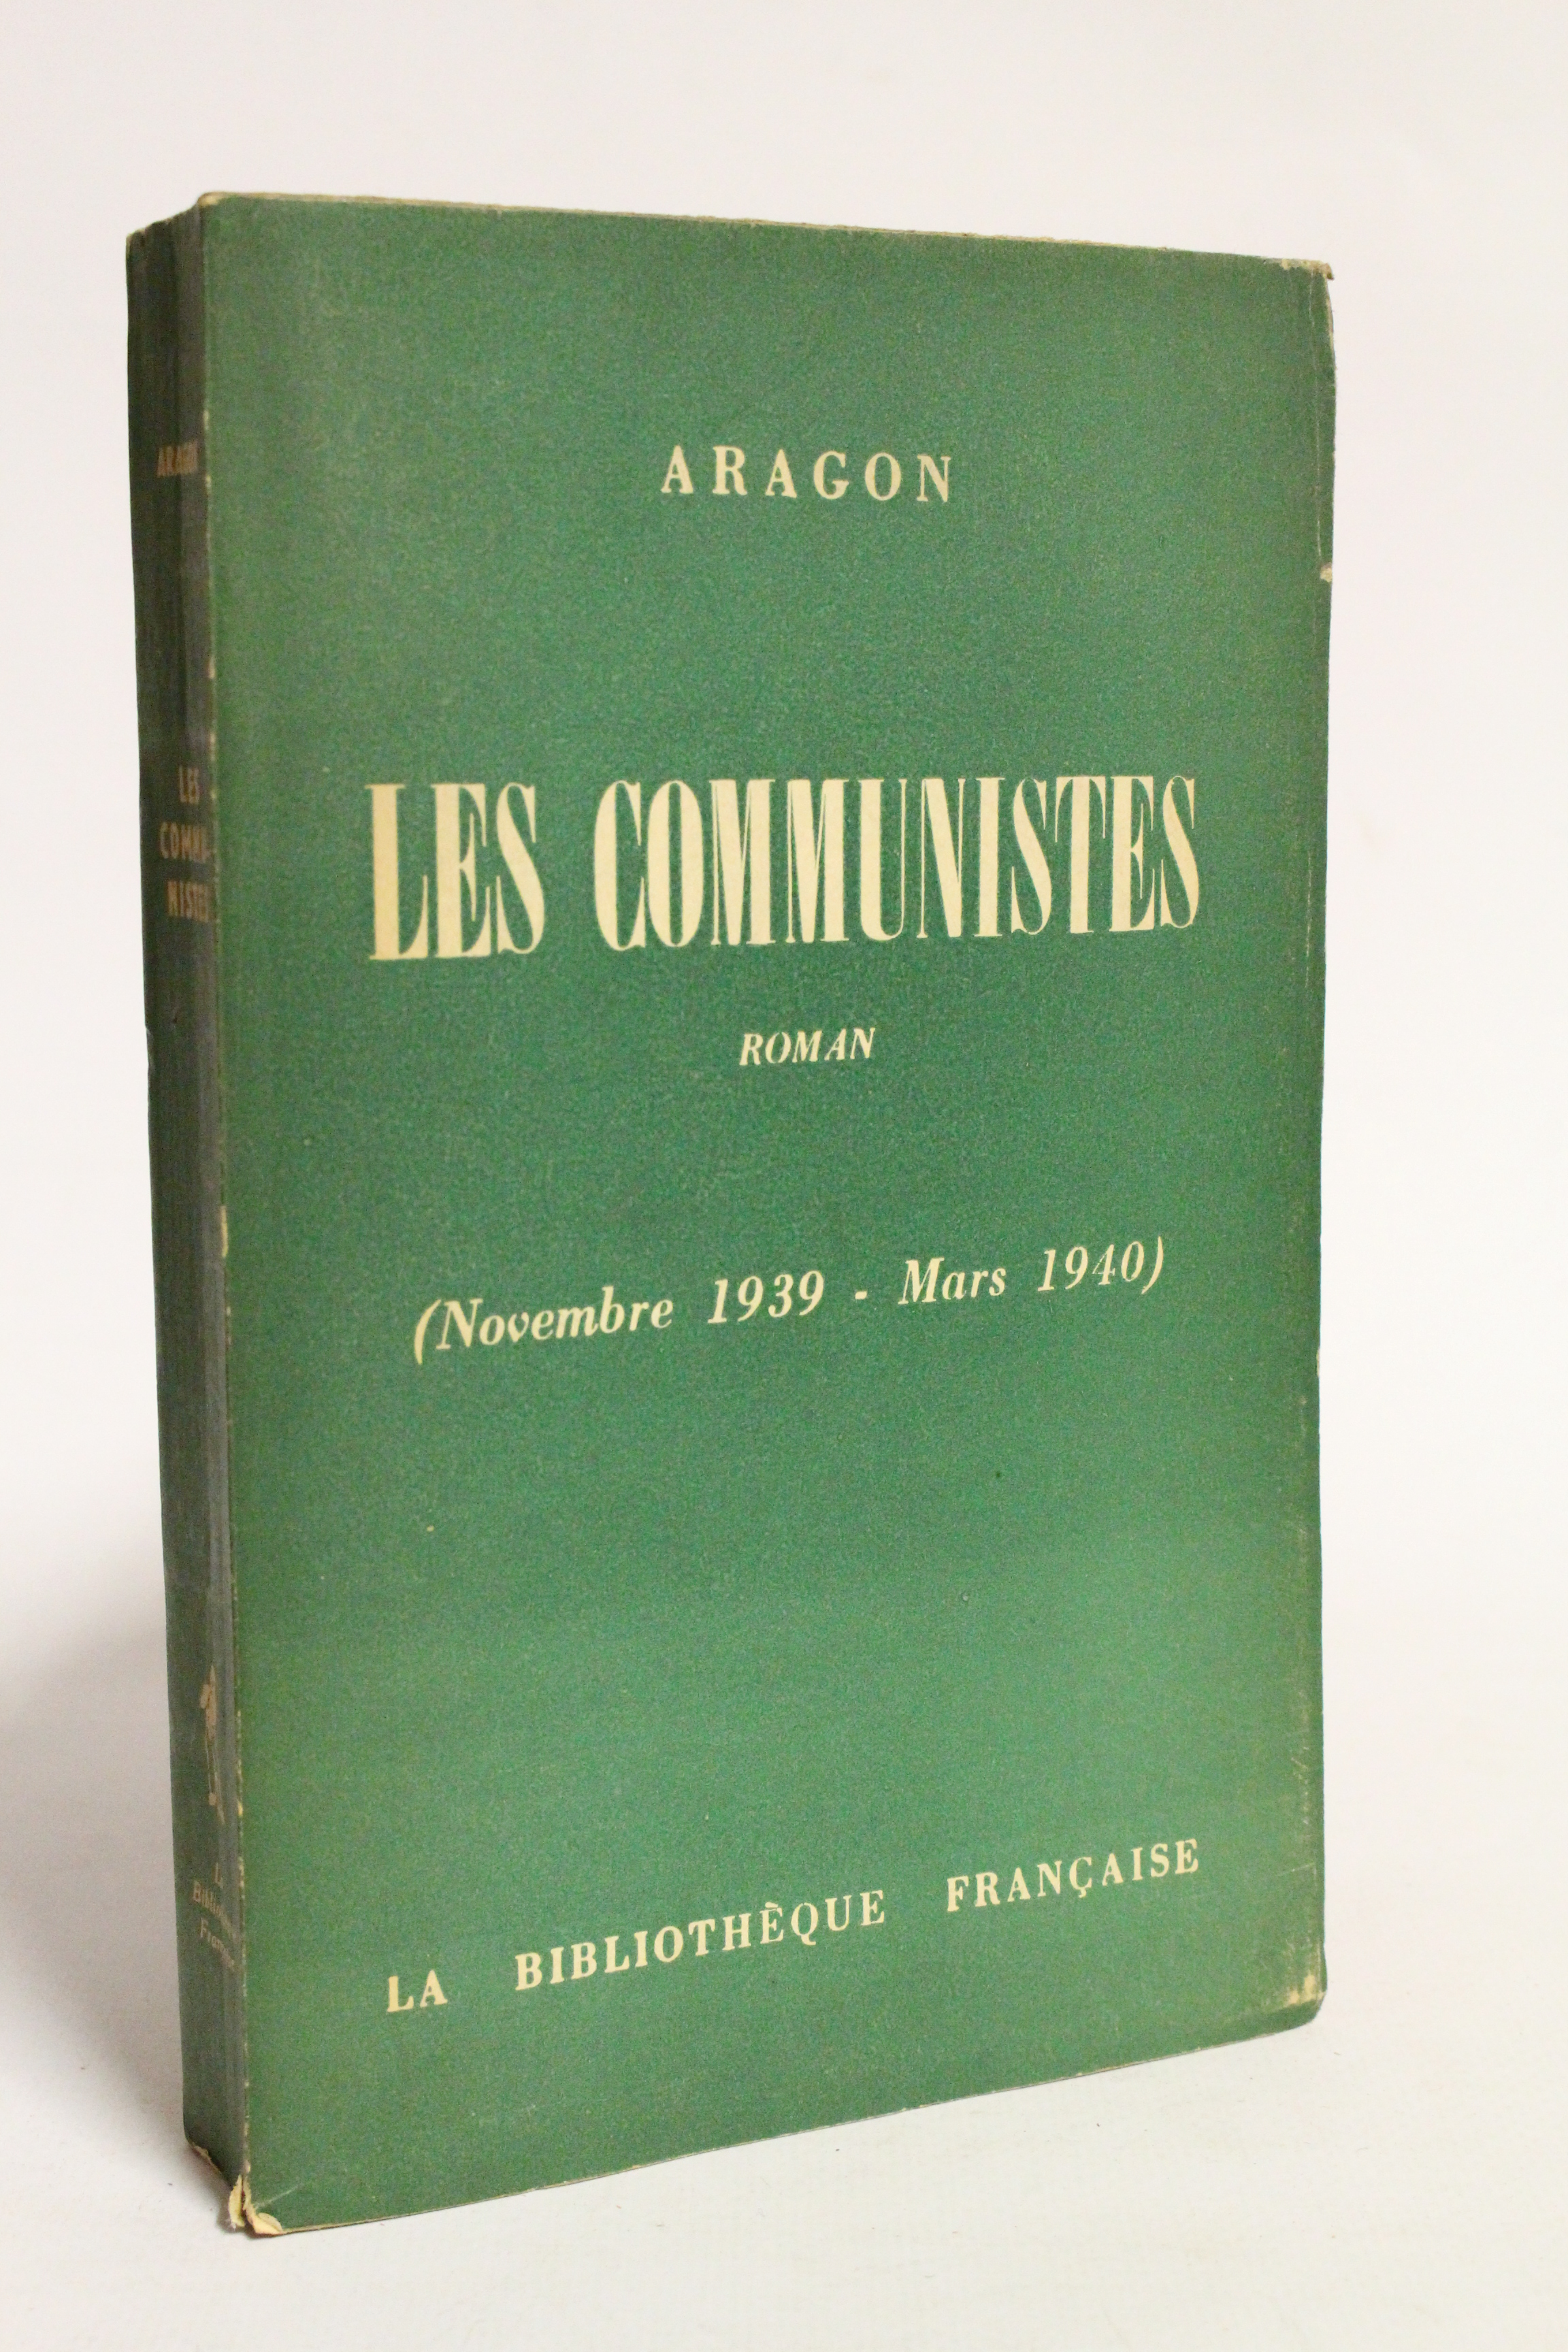 ARAGON
LES COMMUNISTES
ROMAN
(Novembre 1939 - Mars 1940)
LA BIBLIOTHÈQUE FRANÇAISE
ARAGON
LES
COMMU-
NISTES